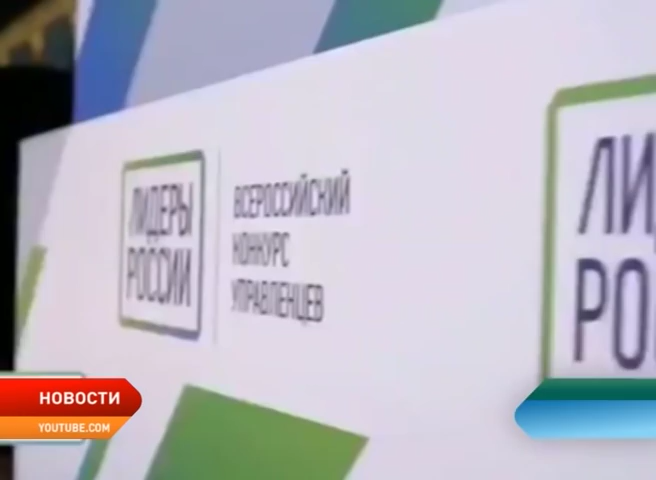 ЛИДЕРЫ
РОССИИ
ВСЕРОССИЙСКИЙ
КОНКУРС
УПРАВЛЕНЦЕВ
НОВОСТИ
YOUTUBE.COM